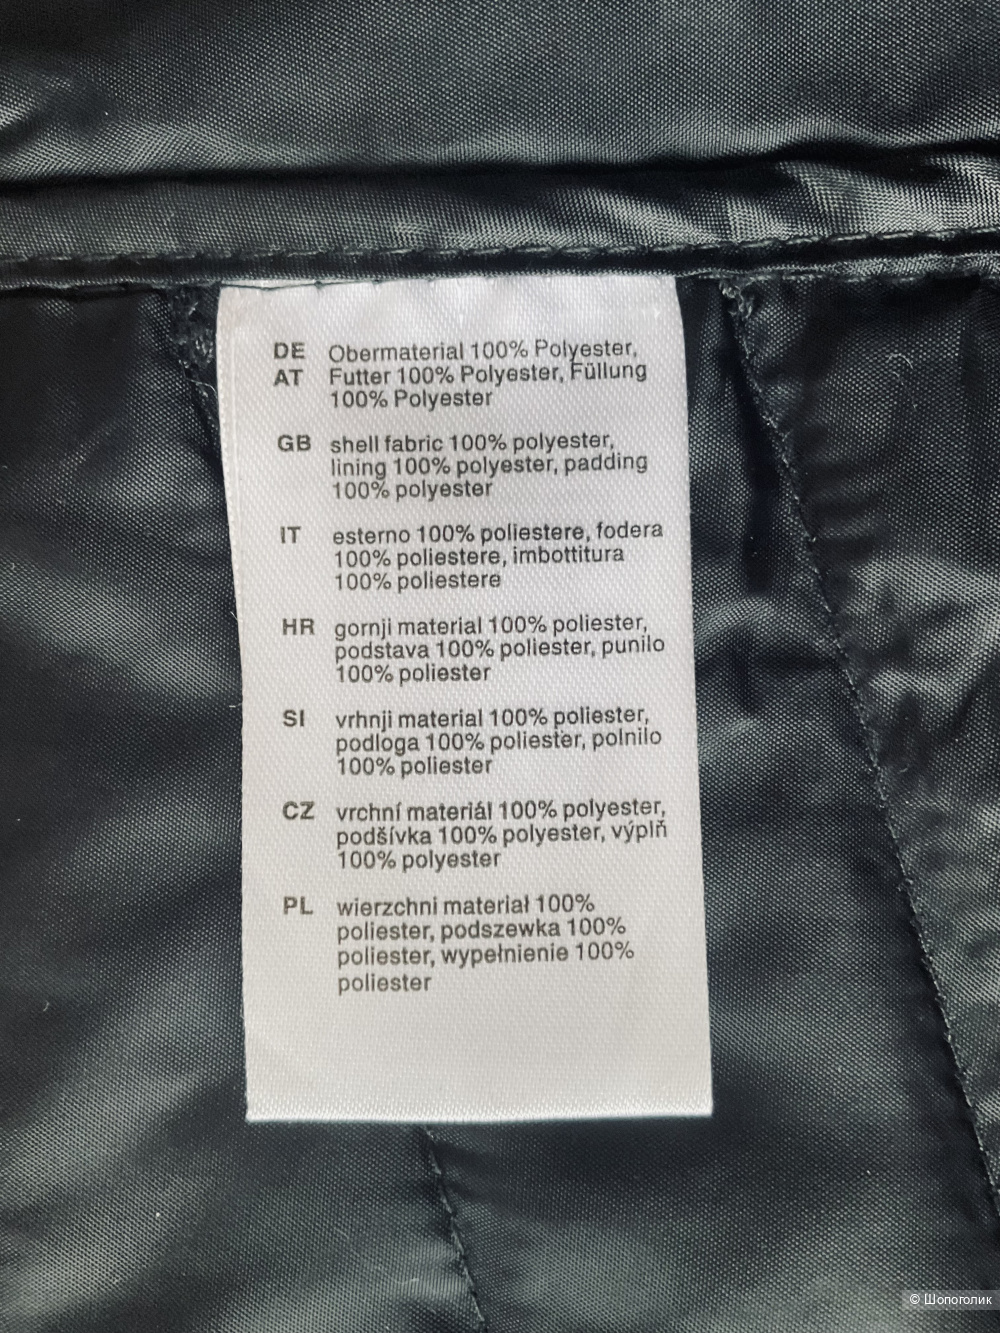 DE Obermaterial 100% Polyester,
AT Futter 100% Polyester, Füllung
100% Polyester
GB shell fabric 100% polyester,
lining 100% polyester, padding
100% polyester
IT esterno 100% poliestere, fodera
100% poliestere, imbottitura
100% poliestere
HR gornji material 100% poliester,
podstava 100% poliester, punilo
100% poliester
SI vrhnji material 100% poliester,
podloga 100% poliester, polnilo
100% poliester
CZ vrchní materiál 100% polyester,
podšívka 100% polyester, výplň
100% polyester
PL wierzchni materiał 100%
poliester, podszewka 100%
poliester, wypełnienie 100%
poliester
© Шопоголик